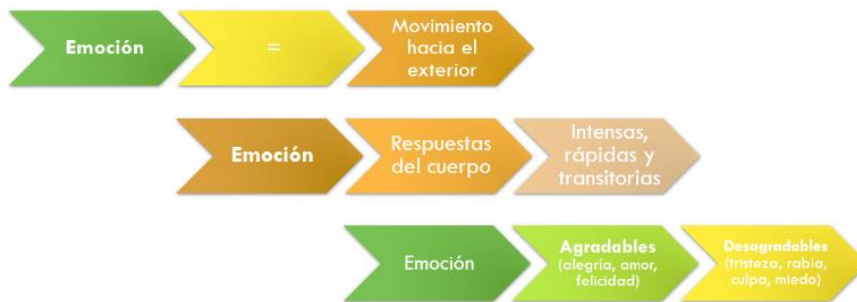 Emoción
=
Movimiento
hacia el
exterior
Emoción
Respuestas
del cuerpo
Intensas,
rápidas y
transitorias
Emoción
Agradables
(alegría, amor,
felicidad)
Desagradables
(tristeza, rabia,
culpa, miedo)